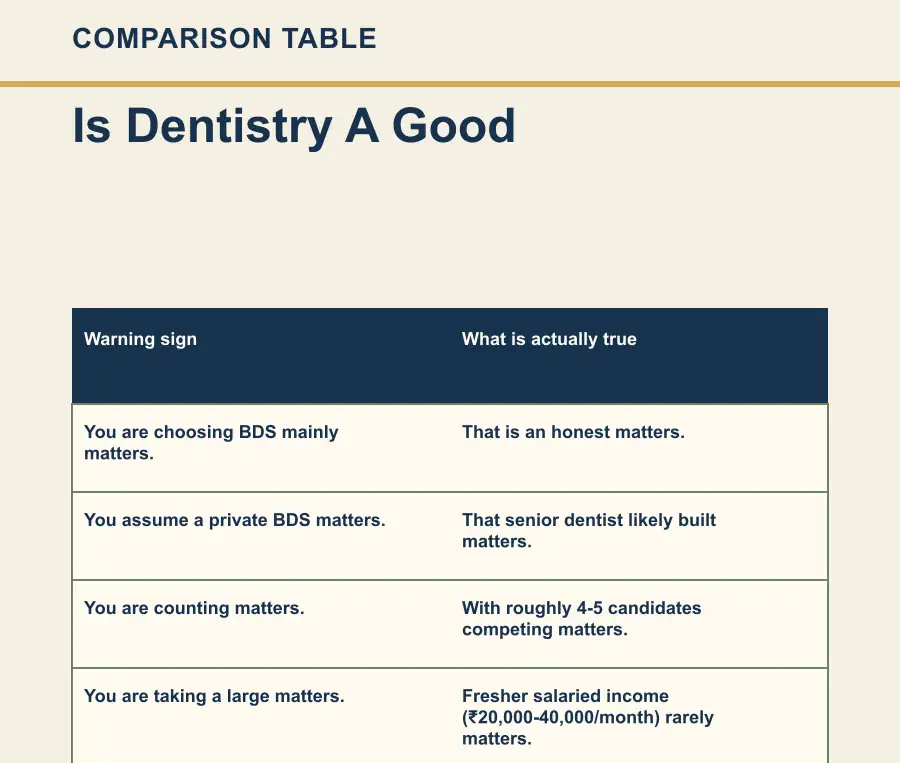 COMPARISON TABLE
Is Dentistry A Good
Warning sign
What is actually true
You are choosing BDS mainly
matters.
That is an honest matters.
You assume a private BDS matters.
That senior dentist likely built
matters.
You are counting matters.
With roughly 4-5 candidates
competing matters.
You are taking a large matters.
Fresher salaried income
(₹20,000-40,000/month) rarely
matters.